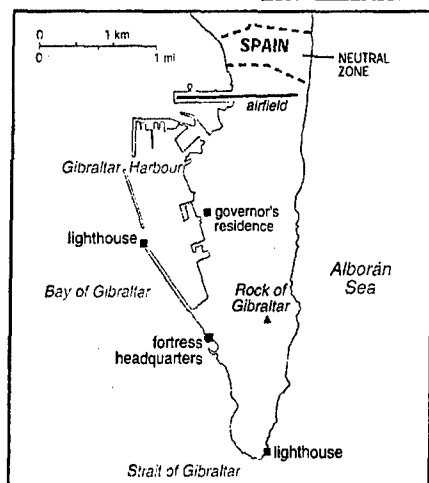 0 1 km
0 1 mi
SPAIN
NEUTRAL
ZONE
airfield
Gibraltar Harbour
governor's
residence
lighthouse
Bay of Gibraltar
Rock of
Gibraltar
Alborán
Sea
fortress
headquarters
lighthouse
Strait of Gibraltar